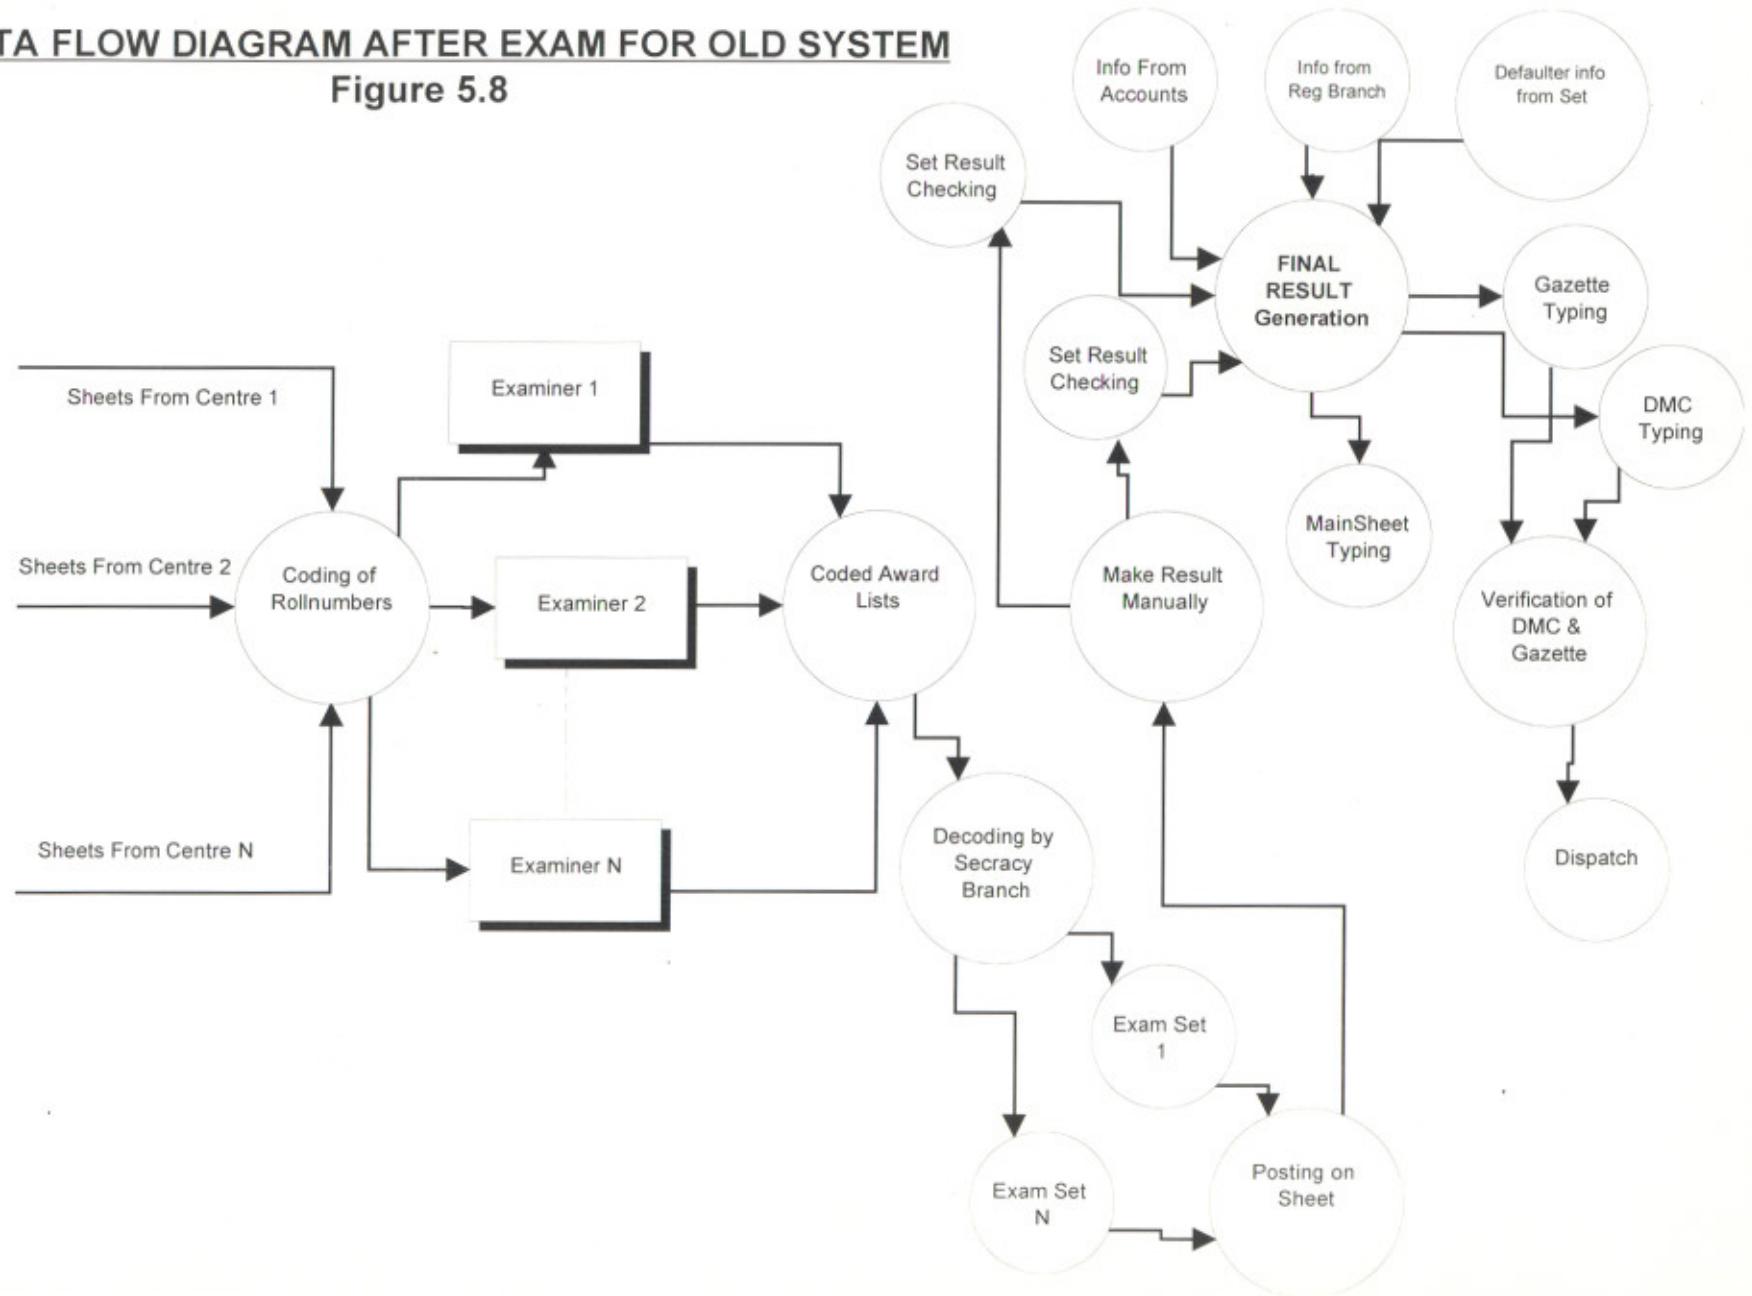 TA FLOW DIAGRAM AFTER EXAM FOR OLD SYSTEM
Figure 5.8
Info From
Accounts
Info from
Reg Branch
Defaulter info
from Set
Set Result
Checking
FINAL
RESULT
Generation
Gazette
Typing
Set Result
Checking
DMC
Typing
Sheets From Centre 1
Examiner 1
MainSheet
Typing
Sheets From Centre 2
Coding of
Rollnumbers
Examiner 2
Coded Award
Lists
Make Result
Manually
Verification of
DMC &
Gazette
Sheets From Centre N
Examiner N
Decoding by
Secracy
Branch
Dispatch
Exam Set
1
Exam Set
N
Posting on
Sheet